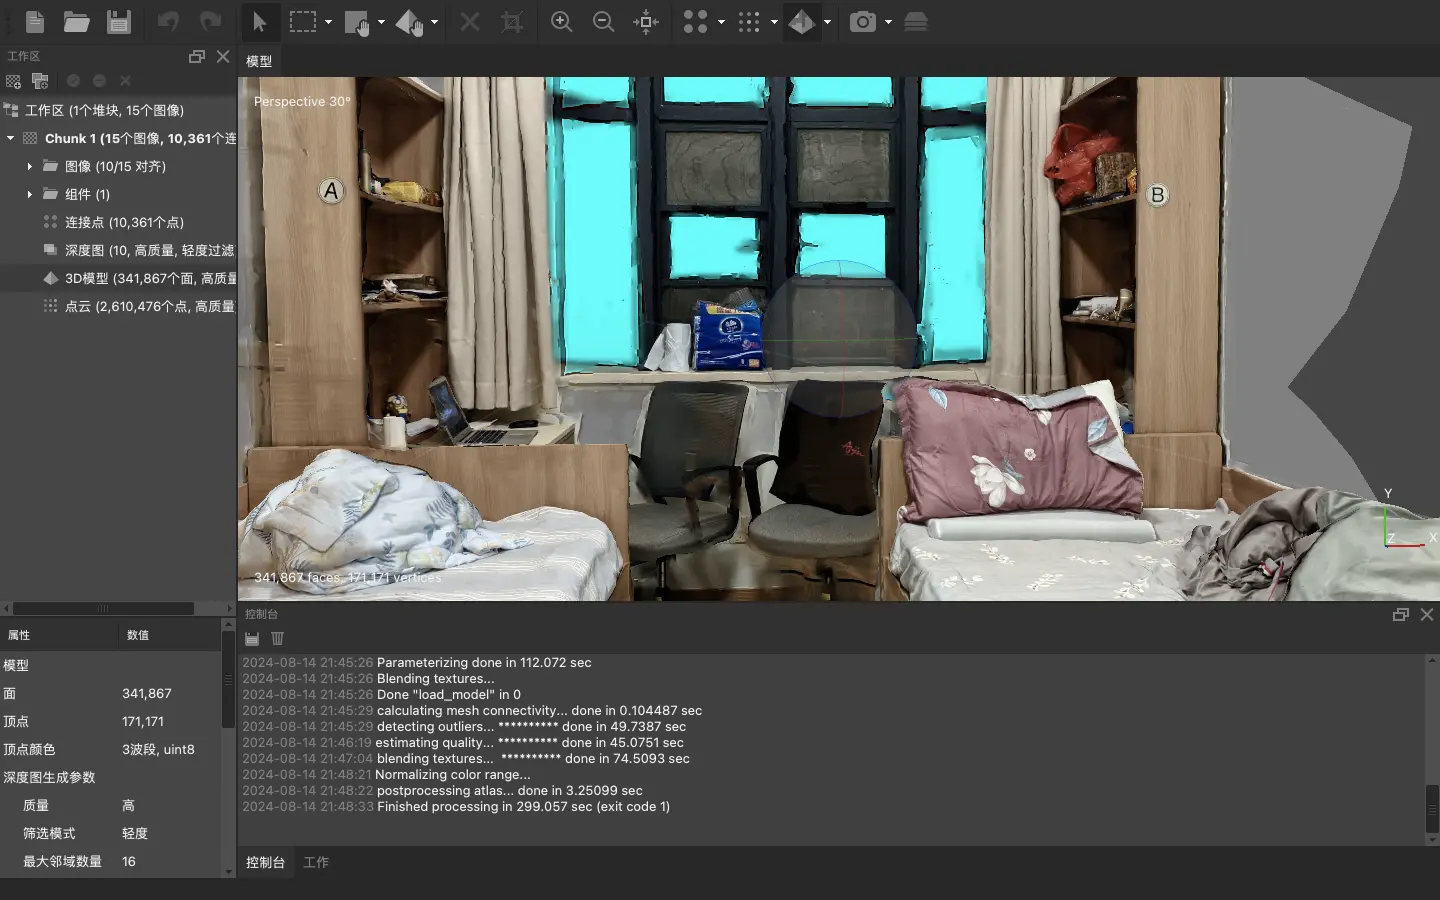 工作区
模型
工作区 (1个堆块, 15个图像)
Chunk 1 (15个图像, 10,361个连
图像 (10/15 对齐)
组件 (1)
连接点 (10,361个点)
深度图 (10, 高质量, 轻度过滤
3D模型 (341,867个面, 高质量
点云 (2,610,476个点, 高质量
Perspective 30°
A
B
341,867 faces, 171,171 vertices
Y
Z
X
属性 数值
模型
面 341,867
顶点 171,171
顶点颜色 3波段, uint8
深度图生成参数
质量 高
筛选模式 轻度
最大邻域数量 16
控制台
2024-08-14 21:45:26 Parameterizing done in 112.072 sec
2024-08-14 21:45:26 Blending textures...
2024-08-14 21:45:26 Done "load_model" in 0
2024-08-14 21:45:29 calculating mesh connectivity... done in 0.104487 sec
2024-08-14 21:45:29 detecting outliers... ********** done in 49.7387 sec
2024-08-14 21:46:19 estimating quality... ********** done in 45.0751 sec
2024-08-14 21:47:04 blending textures... ********** done in 74.5093 sec
2024-08-14 21:48:21 Normalizing color range...
2024-08-14 21:48:22 postprocessing atlas... done in 3.25099 sec
2024-08-14 21:48:33 Finished processing in 299.057 sec (exit code 1)
控制台 工作